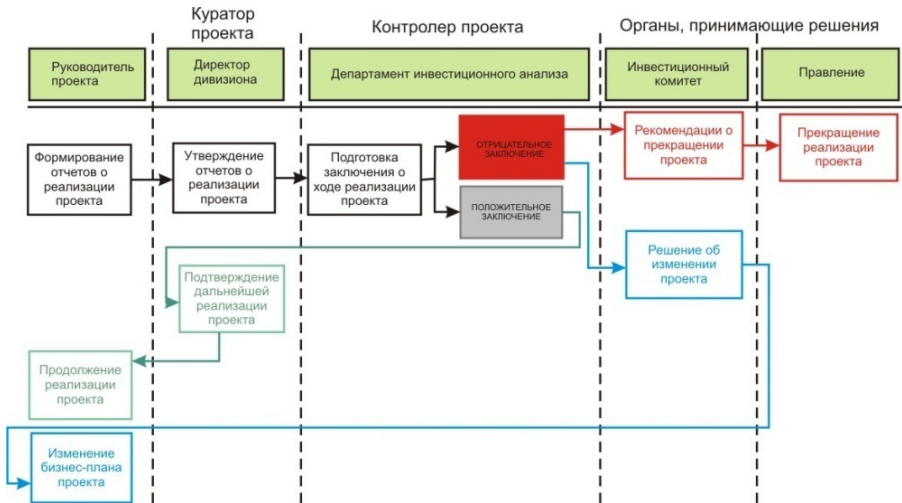 Куратор
проекта
Контролер проекта
Органы, принимающие решения
Руководитель
проекта
Директор
дивизиона
Департамент инвестиционного анализа
Инвестиционный
комитет
Правление
Формирование
отчетов о
реализации
проекта
Утверждение
отчетов о
реализации
проекта
Подготовка
заключения о
ходе реализации
проекта
ОТРИЦАТЕЛЬНОЕ
ЗАКЛЮЧЕНИЕ
ПОЛОЖИТЕЛЬНОЕ
ЗАКЛЮЧЕНИЕ
Рекомендации о
прекращении
проекта
Прекращение
реализации
проекта
Решение об
изменении
проекта
Подтверждение
дальнейшей
реализации
проекта
Продолжение
реализации
проекта
Изменение
бизнес-плана
проекта